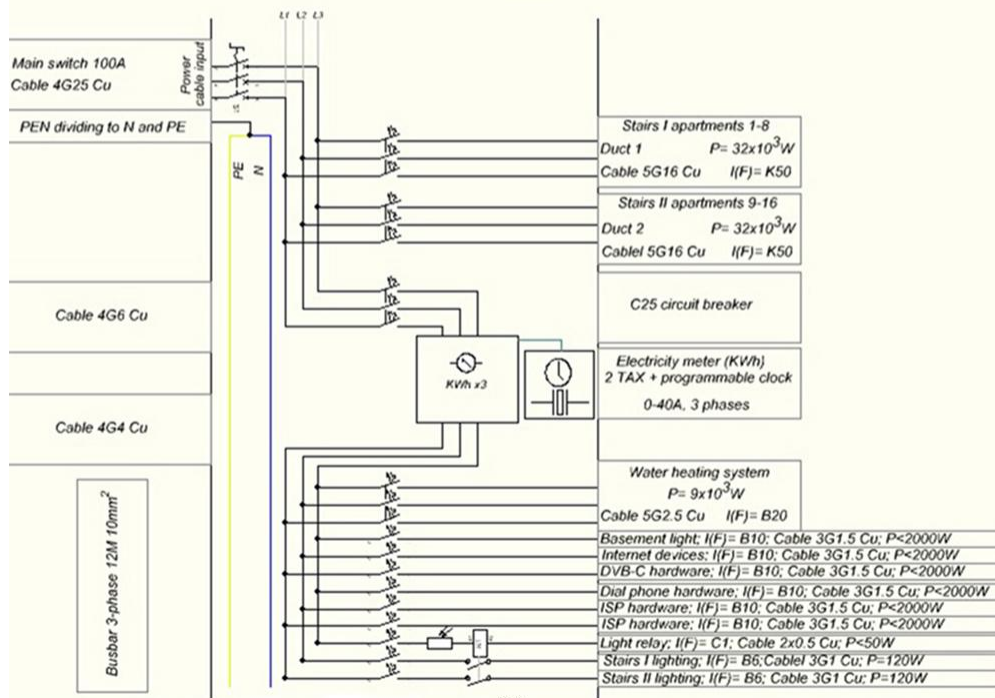 L1 L2 L3
Main switch 100A
Cable 4G25 Cu
Power
cable input
PEN dividing to N and PE
PE
N
Stairs I apartments 1-8
Duct 1 P= 32x10³W
Cable 5G16 Cu I(F)= K50
Stairs II apartments 9-16
Duct 2 P= 32x10³W
Cablel 5G16 Cu I(F)= K50
Cable 4G6 Cu
C25 circuit breaker
KWh x3
Electricity meter (KWh)
2 TAX + programmable clock
0-40A, 3 phases
Cable 4G4 Cu
Busbar 3-phase 12M 10mm²
Water heating system
P= 9x10³W
Cable 5G2.5 Cu I(F)= B20
Basement light; I(F)= B10; Cable 3G1.5 Cu; P<2000W
Internet devices; I(F)= B10; Cable 3G1.5 Cu; P<2000W
DVB-C hardware; I(F)= B10; Cable 3G1.5 Cu; P<2000W
Dial phone hardware; I(F)= B10; Cable 3G1.5 Cu; P<2000W
ISP hardware; I(F)= B10; Cable 3G1.5 Cu; P<2000W
ISP hardware; I(F)= B10; Cable 3G1.5 Cu; P<2000W
Light relay; I(F)= C1; Cable 2x0.5 Cu; P<50W
Stairs I lighting; I(F)= B6;Cablel 3G1 Cu; P=120W
Stairs II lighting; I(F)= B6; Cable 3G1 Cu; P=120W